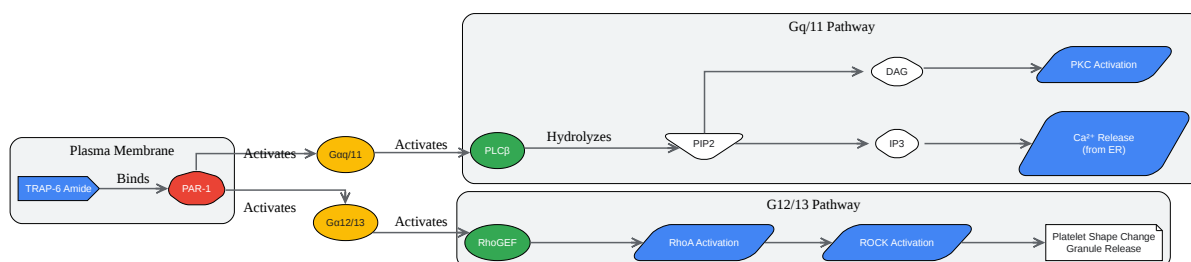 Gq/11 Pathway
DAG
PKC Activation
Plasma Membrane
TRAP-6 Amide
Binds
PAR-1
Activates
Gαq/11
Activates
PLCβ
Hydrolyzes
PIP2
IP3
Ca²⁺ Release
(from ER)
Activates
Gα12/13
Activates
G12/13 Pathway
RhoGEF
RhoA Activation
ROCK Activation
Platelet Shape Change
Granule Release